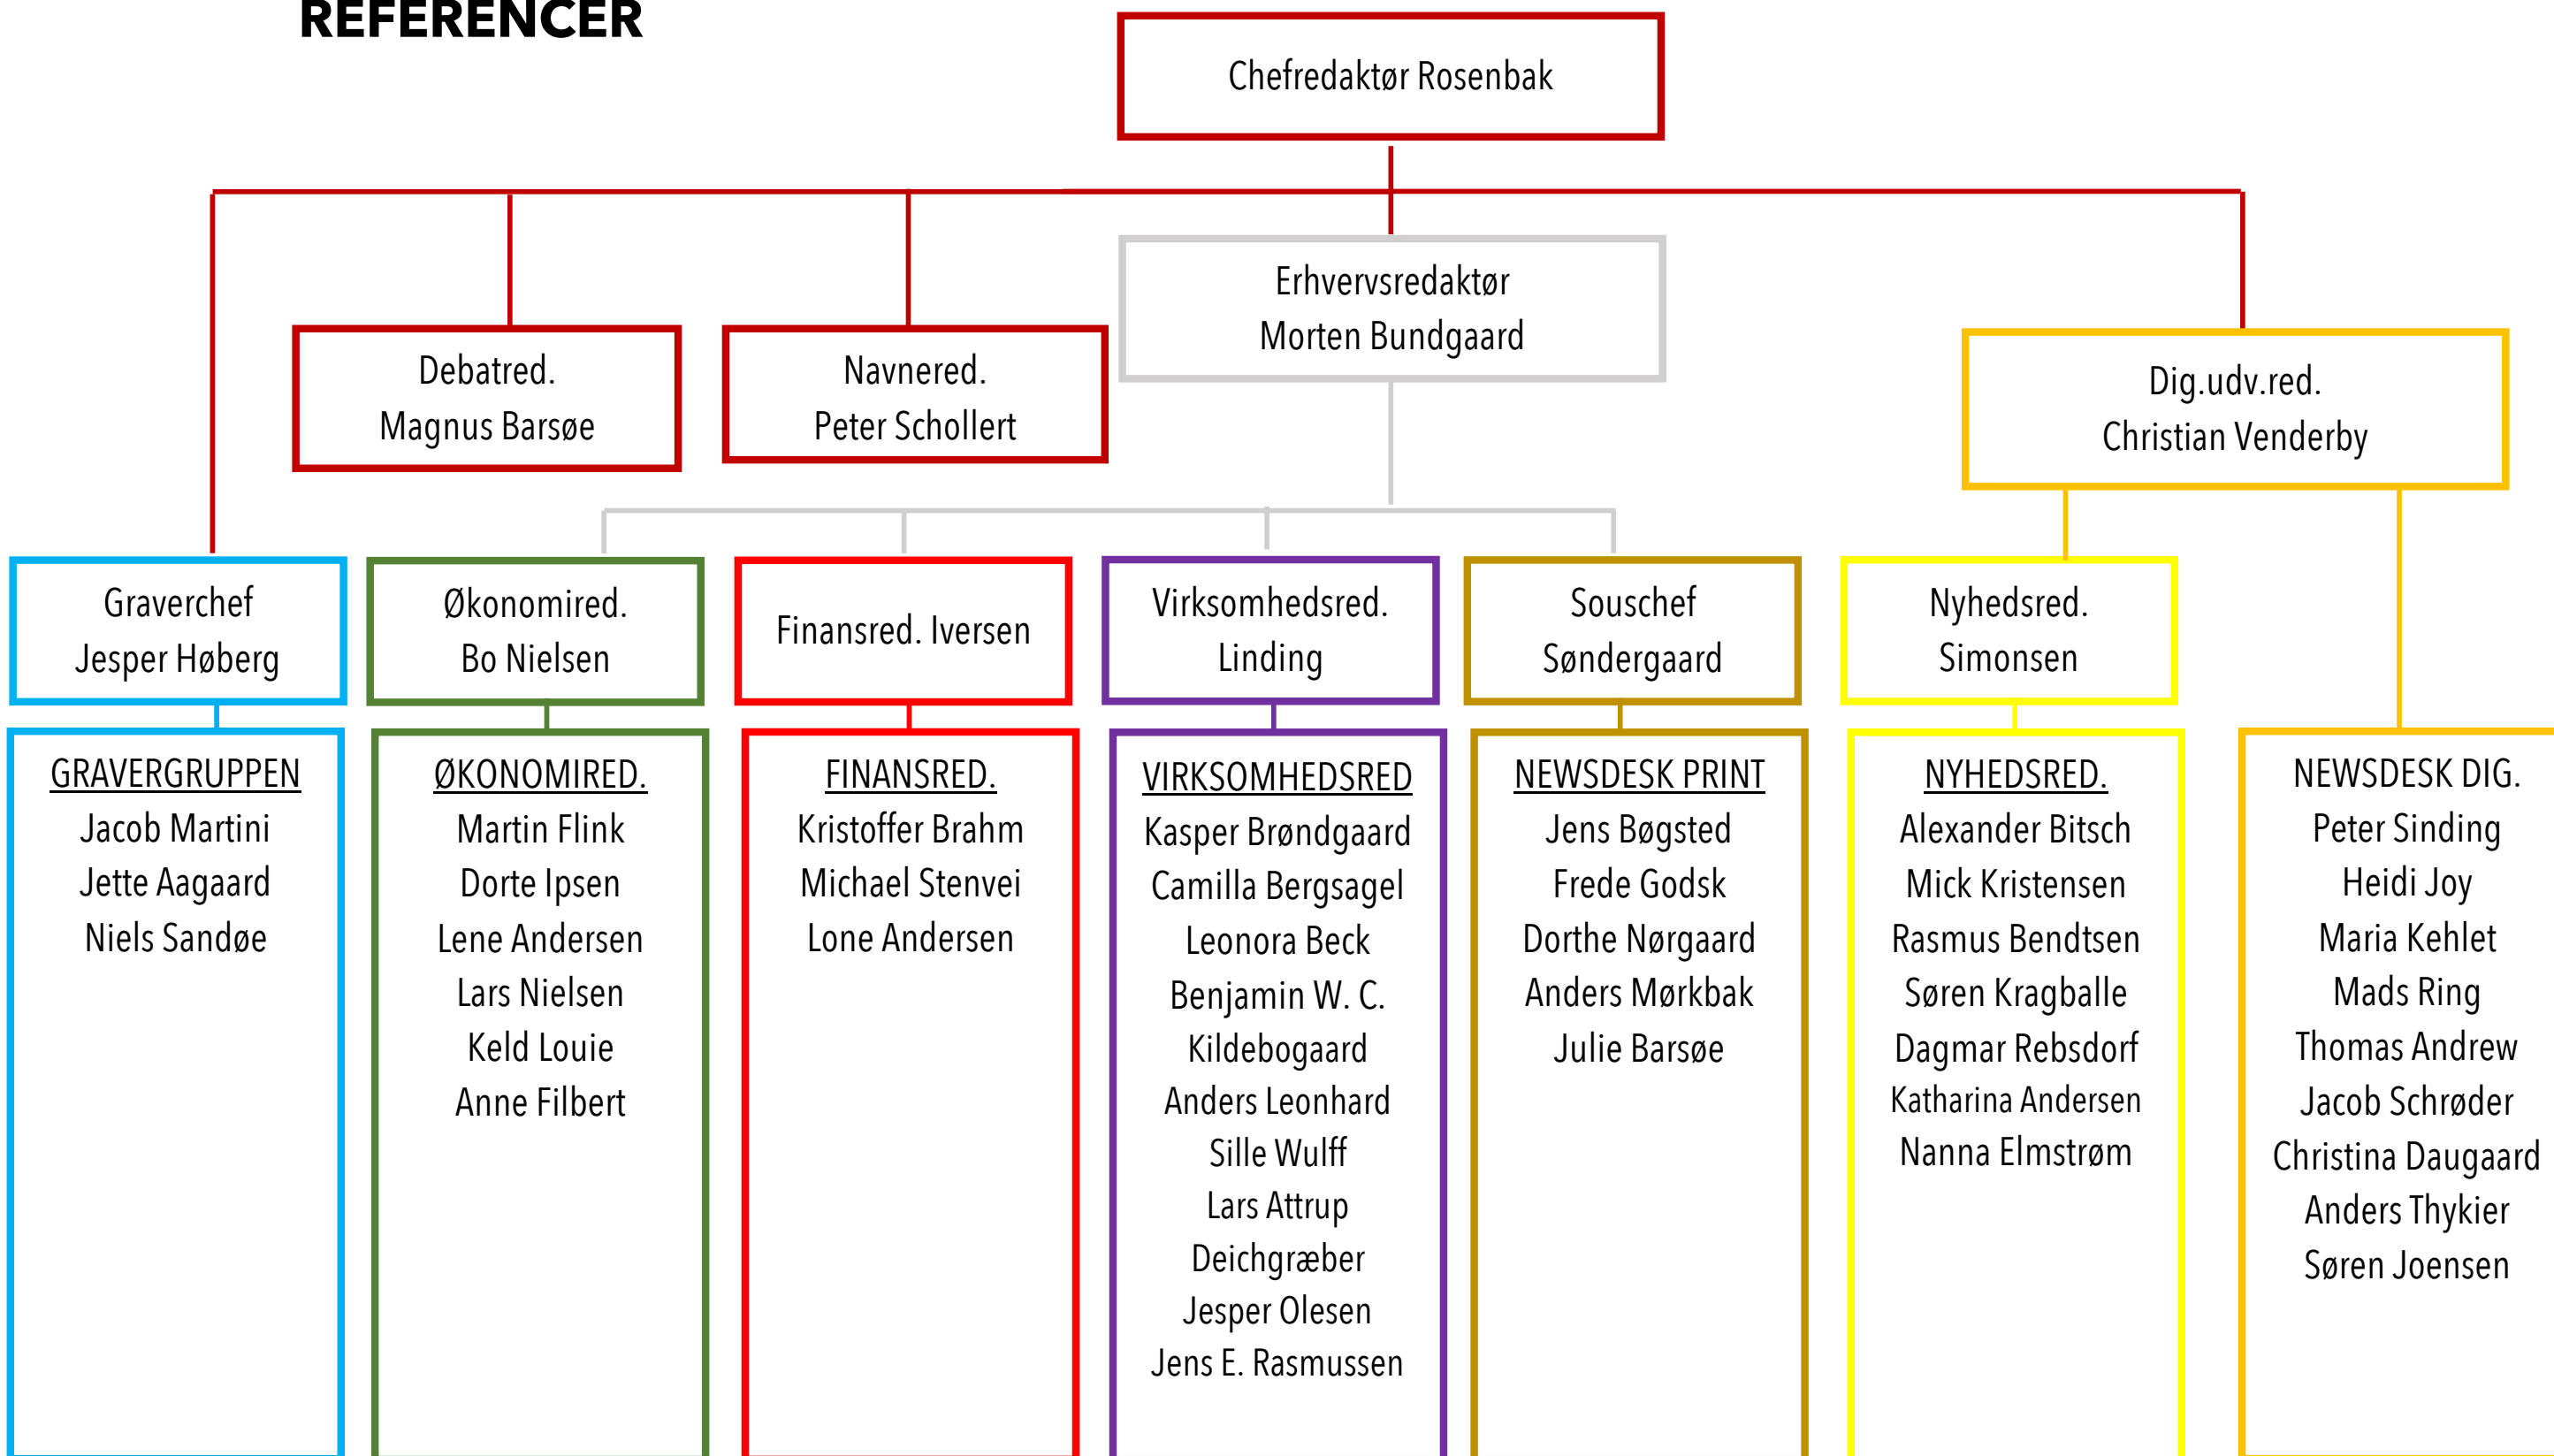 REFERENCER
Chefredaktør Rosenbak
Erhvervsredaktør
Morten Bundgaard
Debatred.
Magnus Barsøe
Navnered.
Peter Schollert
Dig.udv.red.
Christian Venderby
Graverchef
Jesper Høberg
Økonomired.
Bo Nielsen
Finansred. Iversen
Virksomhedsred.
Linding
Souschef
Søndergaard
Nyhedsred.
Simonsen
GRAVERGRUPPEN
Jacob Martini
Jette Aagaard
Niels Sandøe
ØKONOMIRED.
Martin Flink
Dorte Ipsen
Lene Andersen
Lars Nielsen
Keld Louie
Anne Filbert
FINANSRED.
Kristoffer Brahm
Michael Stenvei
Lone Andersen
VIRKSOMHEDSRED
Kasper Brøndgaard
Camilla Bergsagel
Leonora Beck
Benjamin W. C.
Kildebogaard
Anders Leonhard
Sille Wulff
Lars Attrup
Deichgræber
Jesper Olesen
Jens E. Rasmussen
NEWSDESK PRINT
Jens Bøgsted
Frede Godsk
Dorthe Nørgaard
Anders Mørkbak
Julie Barsøe
NYHEDSRED.
Alexander Bitsch
Mick Kristensen
Rasmus Bendtsen
Søren Kragballe
Dagmar Rebsdorf
Katharina Andersen
Nanna Elmstrøm
NEWSDESK DIG.
Peter Sinding
Heidi Joy
Maria Kehlet
Mads Ring
Thomas Andrew
Jacob Schrøder
Christina Daugaard
Anders Thykier
Søren Joensen